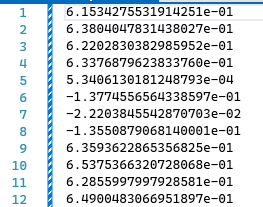 1 6.1534275531914251e-01
2 6.3804047831438027e-01
3 6.2202830382985952e-01
4 6.3376879623833760e-01
5 5.3406130181248793e-04
6 -1.3774556564338597e-01
7 -2.2203845542870703e-02
8 -1.3550879068140001e-01
9 6.3593622865356825e-01
10 6.5375366320728068e-01
11 6.2855997997928581e-01
12 6.4900483066951897e-01